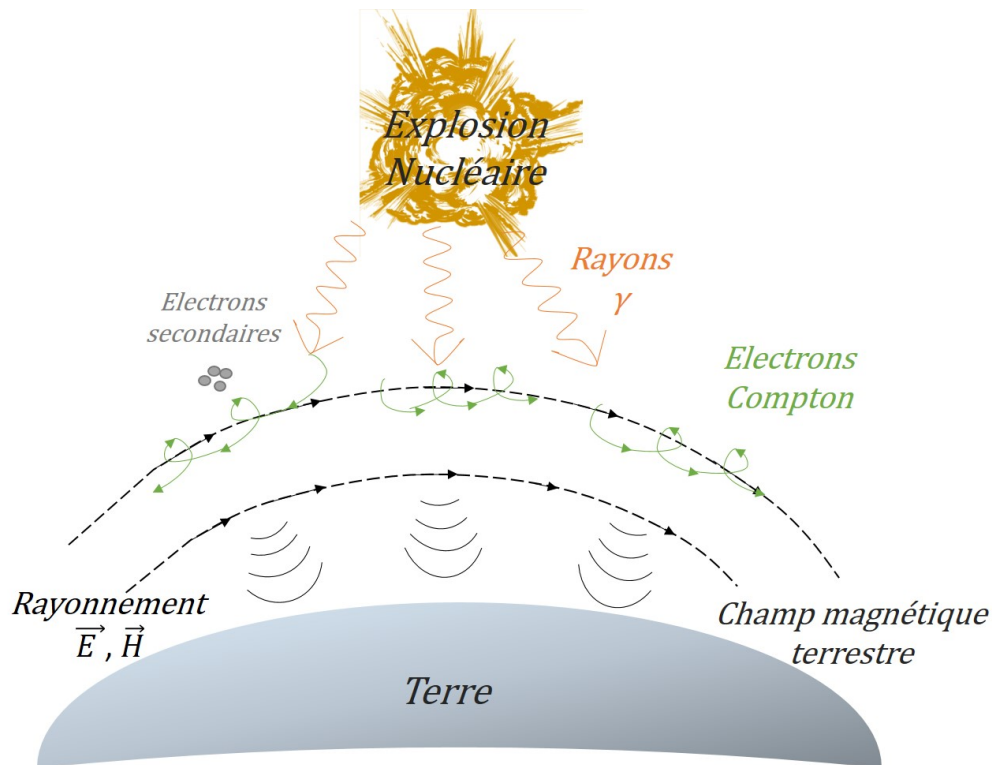 Explosion
Nucléaire
Rayons
γ
Electrons
secondaires
Electrons
Compton
Rayonnement
E⃗ , H⃗
Champ magnétique
terrestre
Terre